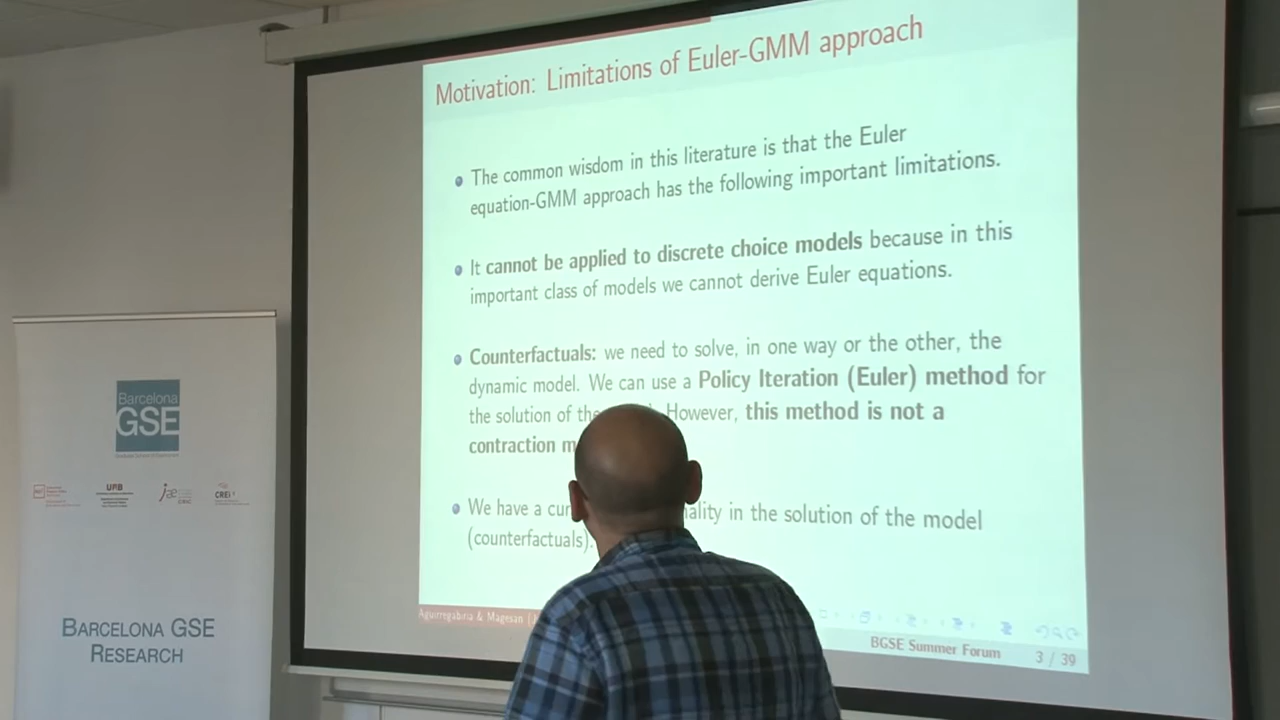 Motivation: Limitations of Euler-GMM approach
The common wisdom in this literature is that the Euler
equation-GMM approach has the following important limitations.
It cannot be applied to discrete choice models because in this
important class of models we cannot derive Euler equations.
Counterfactuals: we need to solve, in one way or the other, the
dynamic model. We can use a Policy Iteration (Euler) method for
the solution of the However, this method is not a
contraction
We have a in the solution of the model
(counterfactuals).
Aguirregabiria & Magesan
BGSE Summer Forum 3 / 39
Barcelona
GSE
UAB
CREi
BARCELONA GSE
RESEARCH